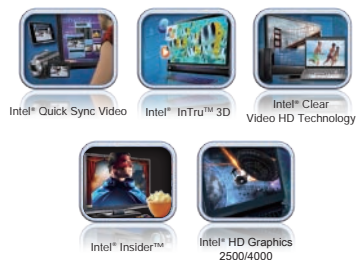 Intel® Quick Sync Video
Intel® InTru™ 3D
Intel® Clear
Video HD Technology
Intel® Insider™
Intel® HD Graphics
2500/4000